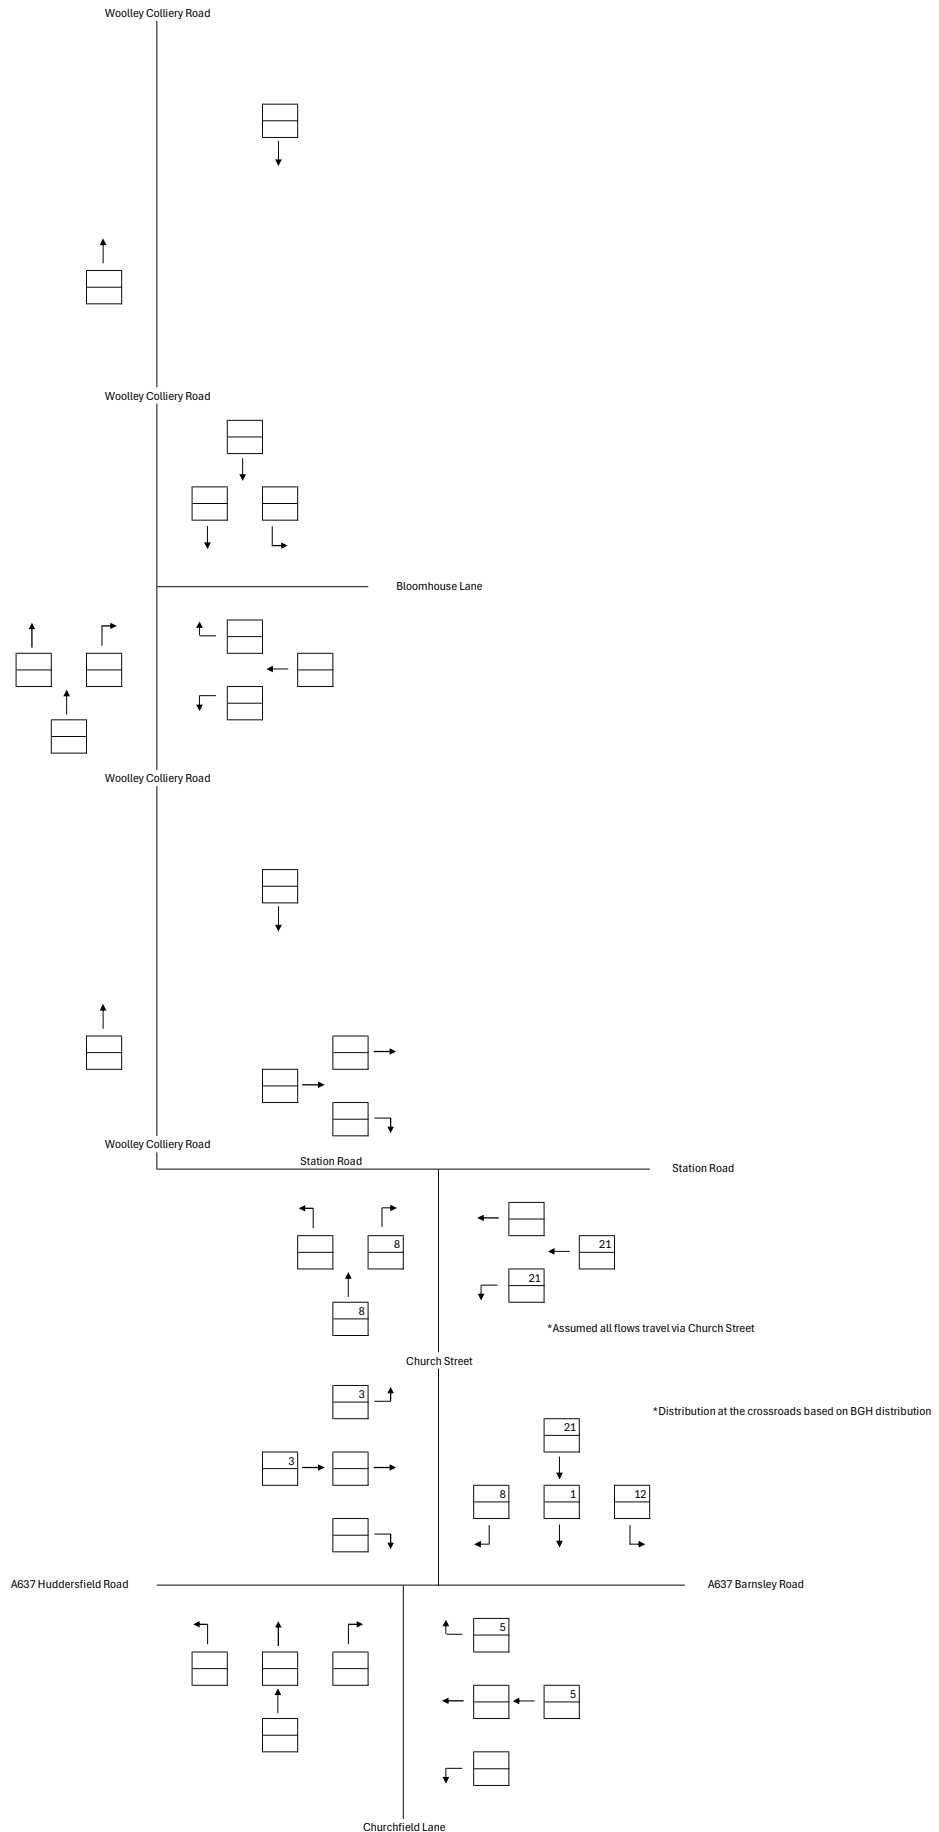 Woolley Colliery Road
Woolley Colliery Road
Bloomhouse Lane
Woolley Colliery Road
Woolley Colliery Road
Station Road
Station Road
8
21
21
8
*Assumed all flows travel via Church Street
Church Street
3
*Distribution at the crossroads based on BGH distribution
21
3
8
1
12
A637 Huddersfield Road
A637 Barnsley Road
5
5
Churchfield Lane